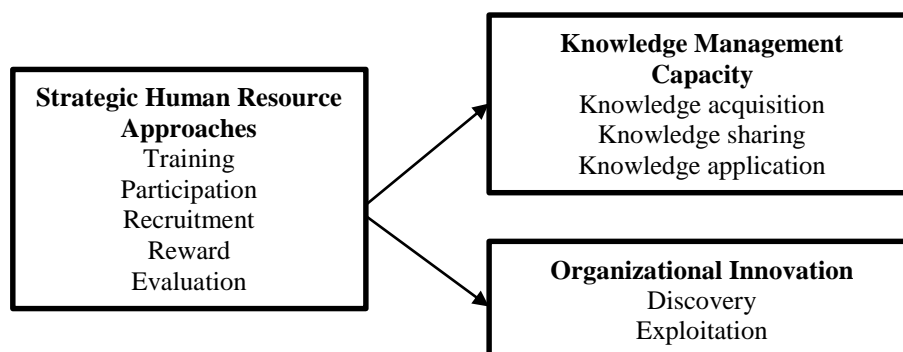 Strategic Human Resource
Approaches
Training
Participation
Recruitment
Reward
Evaluation
Knowledge Management
Capacity
Knowledge acquisition
Knowledge sharing
Knowledge application
Organizational Innovation
Discovery
Exploitation